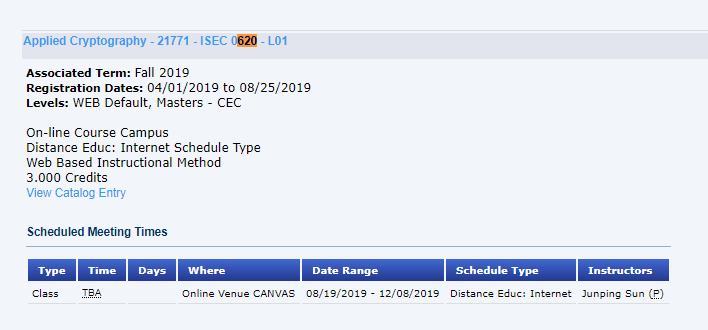 Applied Cryptography - 21771 - ISEC 0620 - L01
Associated Term: Fall 2019
Registration Dates: 04/01/2019 to 08/25/2019
Levels: WEB Default, Masters - CEC
On-line Course Campus
Distance Educ: Internet Schedule Type
Web Based Instructional Method
3.000 Credits
View Catalog Entry
Scheduled Meeting Times
Type Time Days Where Date Range Schedule Type Instructors
Class TBA Online Venue CANVAS 08/19/2019 - 12/08/2019 Distance Educ: Internet Junping Sun (P)